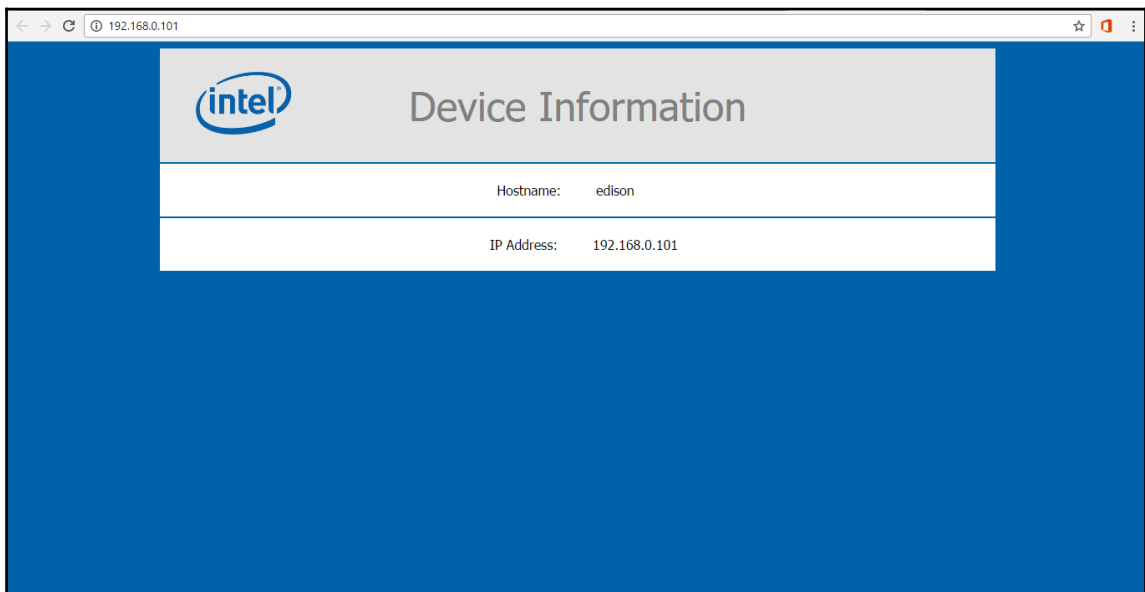 192.168.0.101
intel
Device Information
Hostname: edison
IP Address: 192.168.0.101